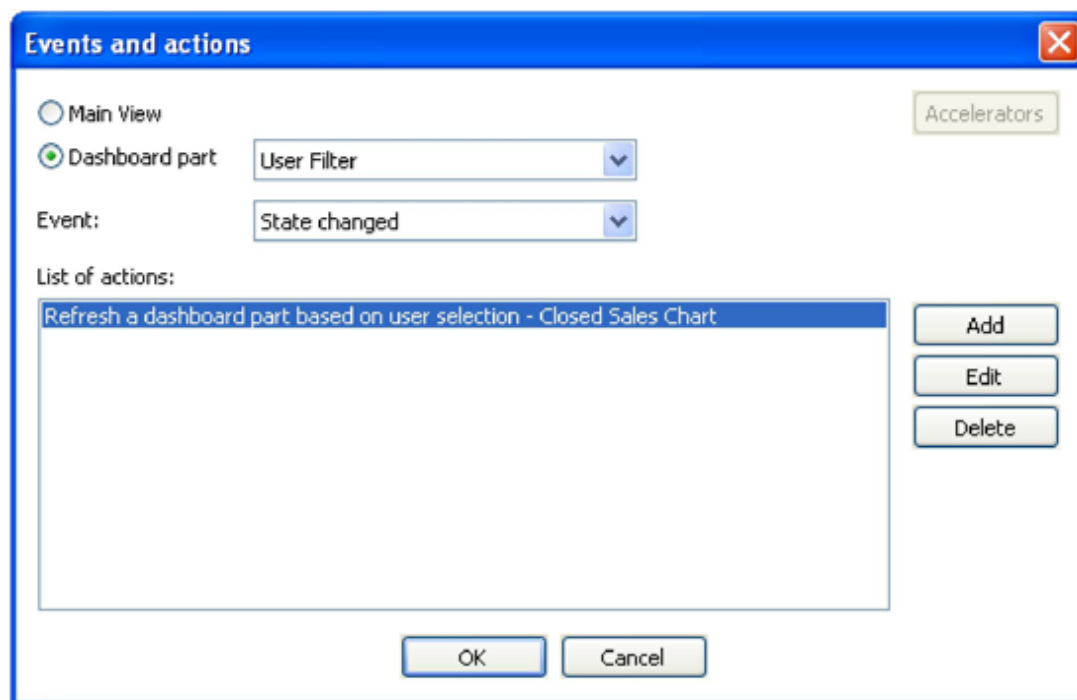 Events and actions
Main View
Accelerators
Dashboard part
User Filter
Event:
State changed
List of actions:
Refresh a dashboard part based on user selection - Closed Sales Chart
Add
Edit
Delete
OK
Cancel